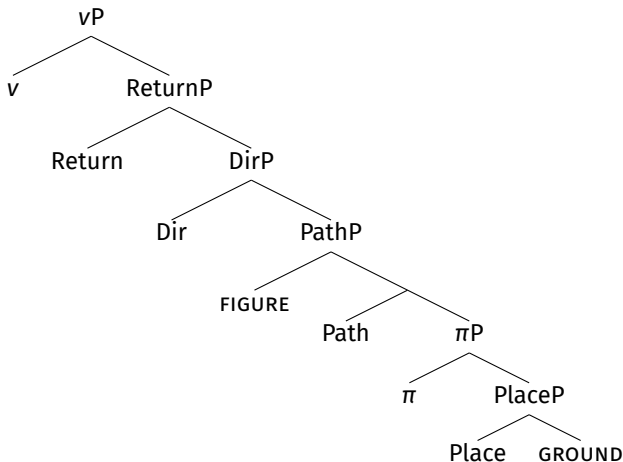 vP
v ReturnP
Return DirP
Dir PathP
FIGURE
Path πP
π PlaceP
Place GROUND